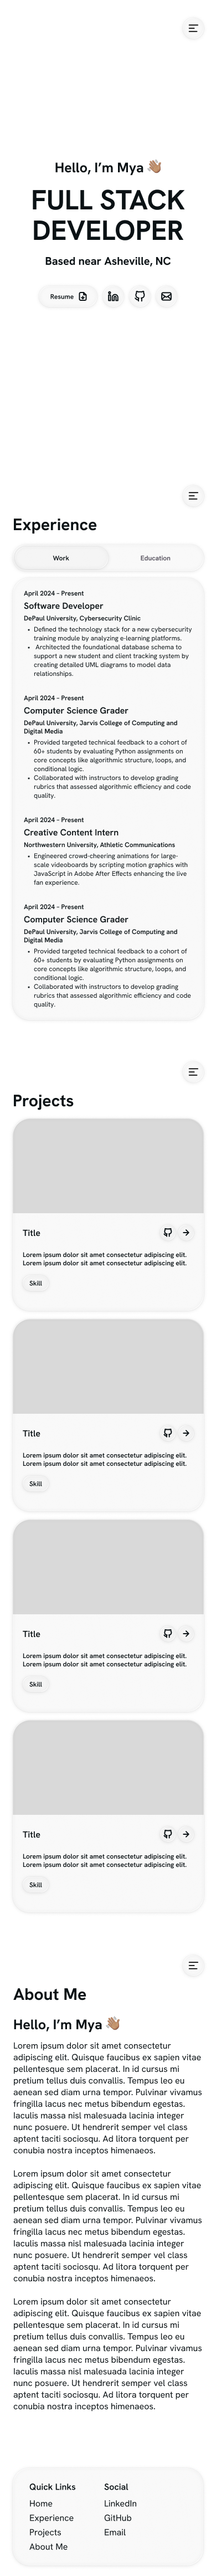 Hello, I’m Mya 👋🏽
FULL STACK
DEVELOPER
Based near Asheville, NC
Resume
Experience
Work Education
April 2024 – Present
Software Developer
DePaul University, Cybersecurity Clinic
• Defined the technology stack for a new cybersecurity
training module by analyzing e-learning platforms.
• Architected the foundational database schema to
support a new student and client tracking system by
creating detailed UML diagrams to model data
relationships.
April 2024 – Present
Computer Science Grader
DePaul University, Jarvis College of Computing and
Digital Media
• Provided targeted technical feedback to a cohort of
60+ students by evaluating Python assignments on
core concepts like algorithmic structure, loops, and
conditional logic.
• Collaborated with instructors to develop grading
rubrics that assessed algorithmic efficiency and code
quality.
April 2024 – Present
Creative Content Intern
Northwestern University, Athletic Communications
• Engineered crowd-cheering animations for large-
scale videoboards by scripting motion graphics with
JavaScript in Adobe After Effects enhancing the live
fan experience.
April 2024 – Present
Computer Science Grader
DePaul University, Jarvis College of Computing and
Digital Media
• Provided targeted technical feedback to a cohort of
60+ students by evaluating Python assignments on
core concepts like algorithmic structure, loops, and
conditional logic.
• Collaborated with instructors to develop grading
rubrics that assessed algorithmic efficiency and code
quality.
Projects
Title
Lorem ipsum dolor sit amet consectetur adipiscing elit.
Lorem ipsum dolor sit amet consectetur adipiscing elit.
Skill
Title
Lorem ipsum dolor sit amet consectetur adipiscing elit.
Lorem ipsum dolor sit amet consectetur adipiscing elit.
Skill
Title
Lorem ipsum dolor sit amet consectetur adipiscing elit.
Lorem ipsum dolor sit amet consectetur adipiscing elit.
Skill
Title
Lorem ipsum dolor sit amet consectetur adipiscing elit.
Lorem ipsum dolor sit amet consectetur adipiscing elit.
Skill
About Me
Hello, I’m Mya 👋🏽
Lorem ipsum dolor sit amet consectetur
adipiscing elit. Quisque faucibus ex sapien vitae
pellentesque sem placerat. In id cursus mi
pretium tellus duis convallis. Tempus leo eu
aenean sed diam urna tempor. Pulvinar vivamus
fringilla lacus nec metus bibendum egestas.
Iaculis massa nisl malesuada lacinia integer
nunc posuere. Ut hendrerit semper vel class
aptent taciti sociosqu. Ad litora torquent per
conubia nostra inceptos himenaeos.
Lorem ipsum dolor sit amet consectetur
adipiscing elit. Quisque faucibus ex sapien vitae
pellentesque sem placerat. In id cursus mi
pretium tellus duis convallis. Tempus leo eu
aenean sed diam urna tempor. Pulvinar vivamus
fringilla lacus nec metus bibendum egestas.
Iaculis massa nisl malesuada lacinia integer
nunc posuere. Ut hendrerit semper vel class
aptent taciti sociosqu. Ad litora torquent per
conubia nostra inceptos himenaeos.
Lorem ipsum dolor sit amet consectetur
adipiscing elit. Quisque faucibus ex sapien vitae
pellentesque sem placerat. In id cursus mi
pretium tellus duis convallis. Tempus leo eu
aenean sed diam urna tempor. Pulvinar vivamus
fringilla lacus nec metus bibendum egestas.
Iaculis massa nisl malesuada lacinia integer
nunc posuere. Ut hendrerit semper vel class
aptent taciti sociosqu. Ad litora torquent per
conubia nostra inceptos himenaeos.
Quick Links
Home
Experience
Projects
About Me
Social
LinkedIn
GitHub
Email